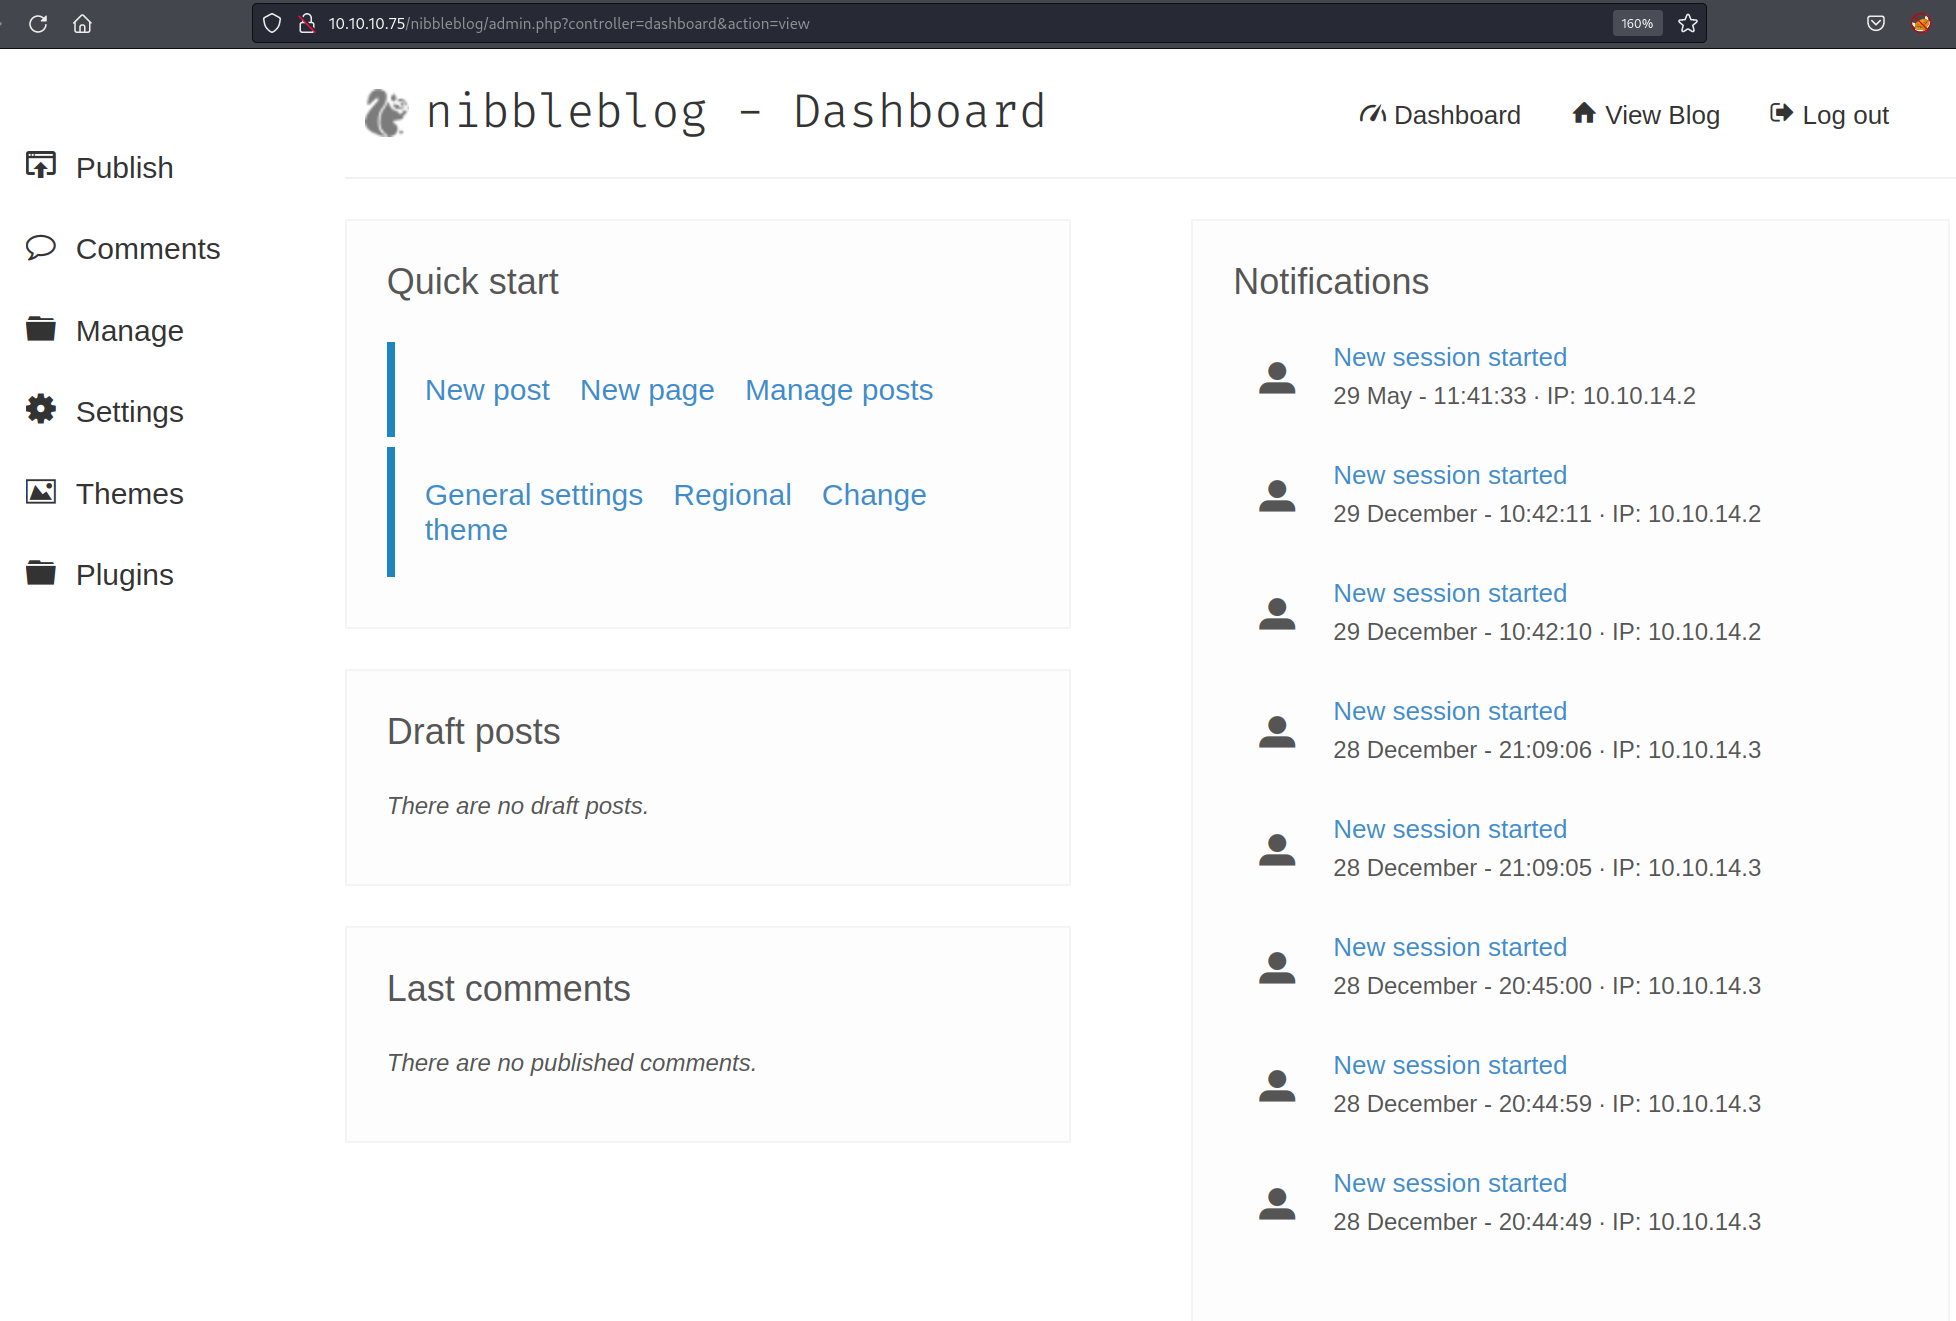 10.10.10.75/nibbleblog/admin.php?controller=dashboard&action=view
160%
nibbleblog - Dashboard
Dashboard
View Blog
Log out
Publish
Comments
Manage
Settings
Themes
Plugins
Quick start
New post New page Manage posts
General settings Regional Change
theme
Draft posts
There are no draft posts.
Last comments
There are no published comments.
Notifications
New session started
29 May - 11:41:33 · IP: 10.10.14.2
New session started
29 December - 10:42:11 · IP: 10.10.14.2
New session started
29 December - 10:42:10 · IP: 10.10.14.2
New session started
28 December - 21:09:06 · IP: 10.10.14.3
New session started
28 December - 21:09:05 · IP: 10.10.14.3
New session started
28 December - 20:45:00 · IP: 10.10.14.3
New session started
28 December - 20:44:59 · IP: 10.10.14.3
New session started
28 December - 20:44:49 · IP: 10.10.14.3